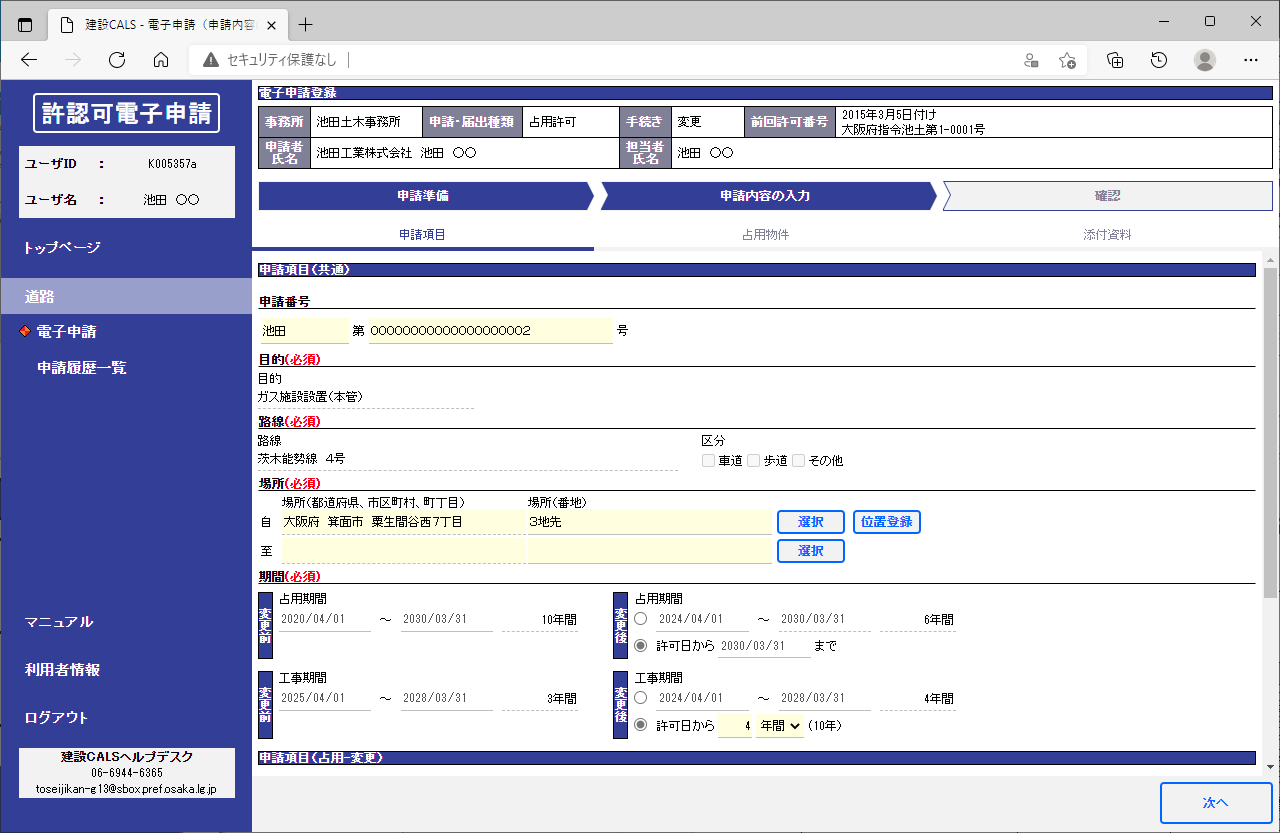 建設CALS - 電子申請（申請内容
セキュリティ保護なし
許認可電子申請
ユーザID ： K005357a
ユーザ名 ： 池田 〇〇
トップページ
道路
電子申請
申請履歴一覧
マニュアル
利用者情報
ログアウト
建設CALSヘルプデスク
06-6944-6365
toseijikan-g13@sbox.pref.osaka.lg.jp
電子申請登録
事務所 池田土木事務所 申請・届出種類 占用許可 手続き 変更 前回許可番号 2015年3月5日付け
大阪府指令池土第1-0001号
申請者氏名 池田工業株式会社 池田 〇〇 担当者氏名 池田 〇〇
申請準備 申請内容の入力 確認
申請項目 占用物件 添付資料
申請項目（共通）
申請番号
池田 第 00000000000000000002 号
目的(必須)
目的
ガス施設設置（本管）
路線(必須)
路線 区分
茨木能勢線 4号 車道 歩道 その他
場所(必須)
場所（都道府県、市区町村、町丁目） 場所（番地）
自 大阪府 箕面市 粟生間谷西7丁目 3地先 選択 位置登録
至 選択
期間(必須)
変更前 占用期間
2020/04/01 ～ 2030/03/31 10年間
変更後 占用期間
2024/04/01 ～ 2030/03/31 6年間
許可日から 2030/03/31 まで
変更前 工事期間
2025/04/01 ～ 2028/03/31 3年間
変更後 工事期間
2024/04/01 ～ 2028/03/31 4年間
許可日から 4 年間 (10年)
申請項目（占用-変更）
次へ